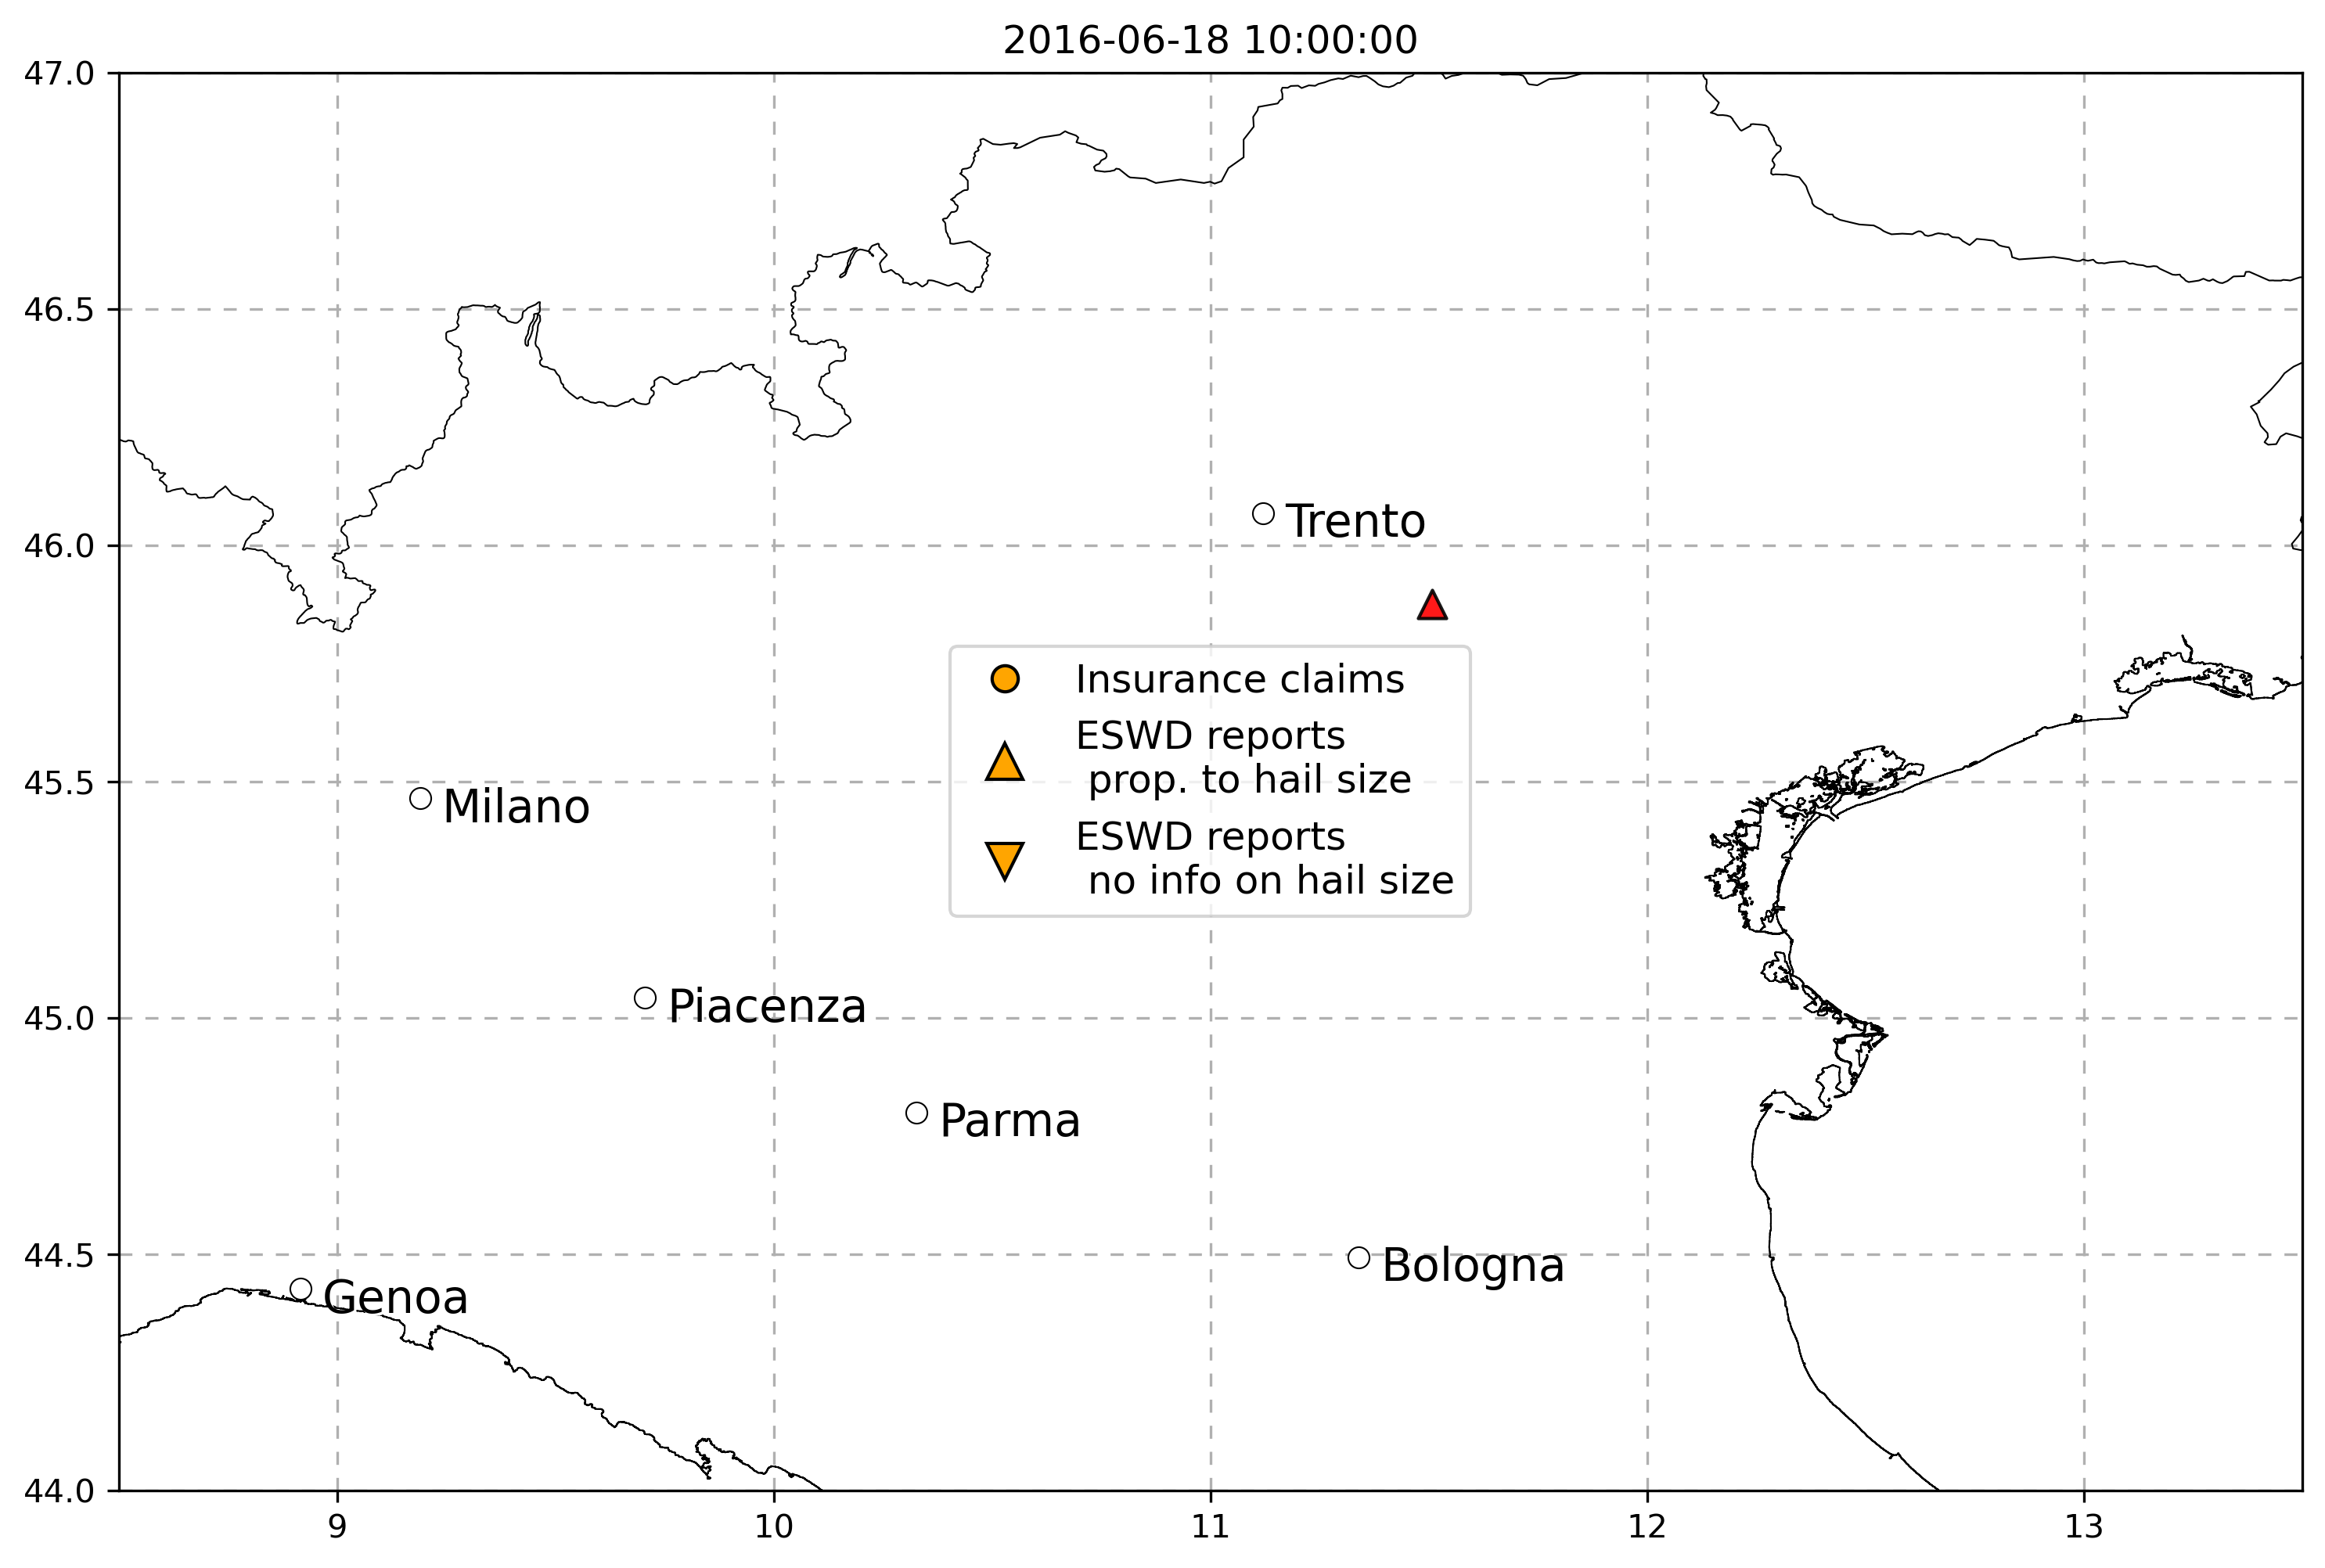 2016-06-18 10:00:00
47.0
46.5
46.0
45.5
45.0
44.5
44.0
Trento
Insurance claims
ESWD reports
prop. to hail size
ESWD reports
no info on hail size
Milano
Piacenza
Parma
Bologna
Genoa
9 10 11 12 13